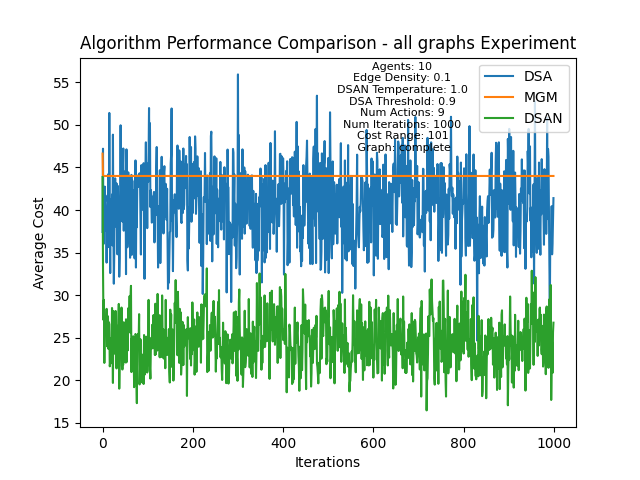 Algorithm Performance Comparison - all graphs Experiment
Agents: 10
Edge Density: 0.1
DSAN Temperature: 1.0
DSA Threshold: 0.9
Num Actions: 9
Num Iterations: 1000
Cost Range: 101
Graph: complete
DSA
MGM
DSAN
Average Cost
55
50
45
40
35
30
25
20
15
0
200
400
600
800
1000
Iterations